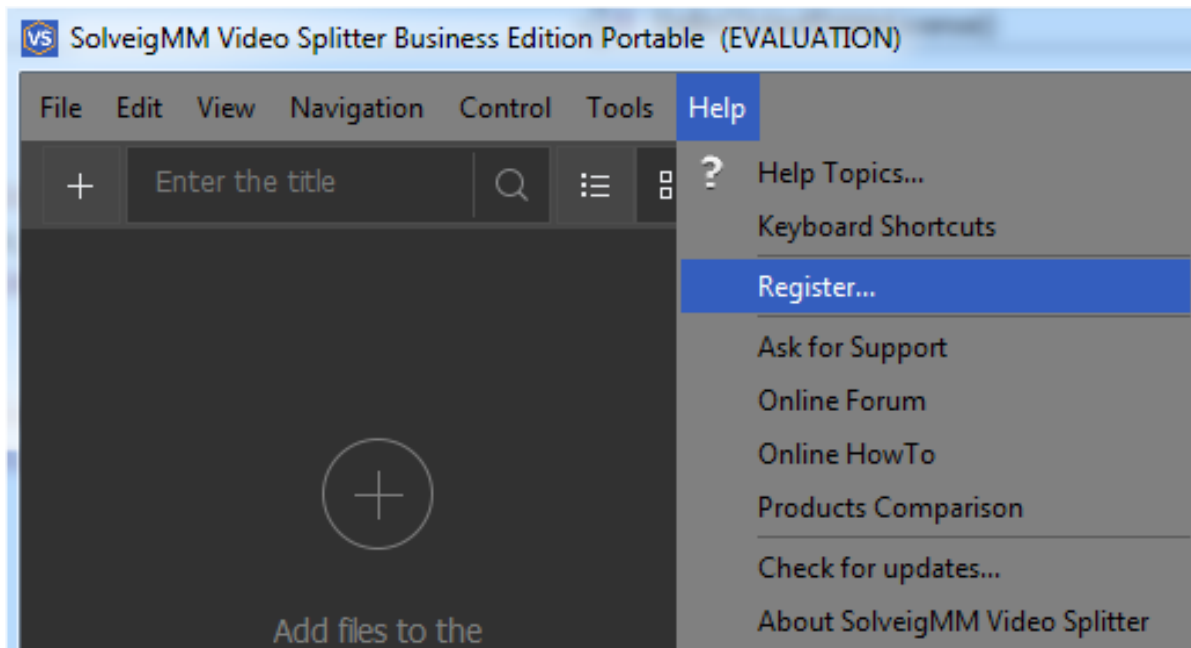 VS SolveigMM Video Splitter Business Edition Portable (EVALUATION)
File Edit View Navigation Control Tools Help
Enter the title
? Help Topics...
Keyboard Shortcuts
Register...
Ask for Support
Online Forum
Online HowTo
Products Comparison
Check for updates...
About SolveigMM Video Splitter
Add files to the